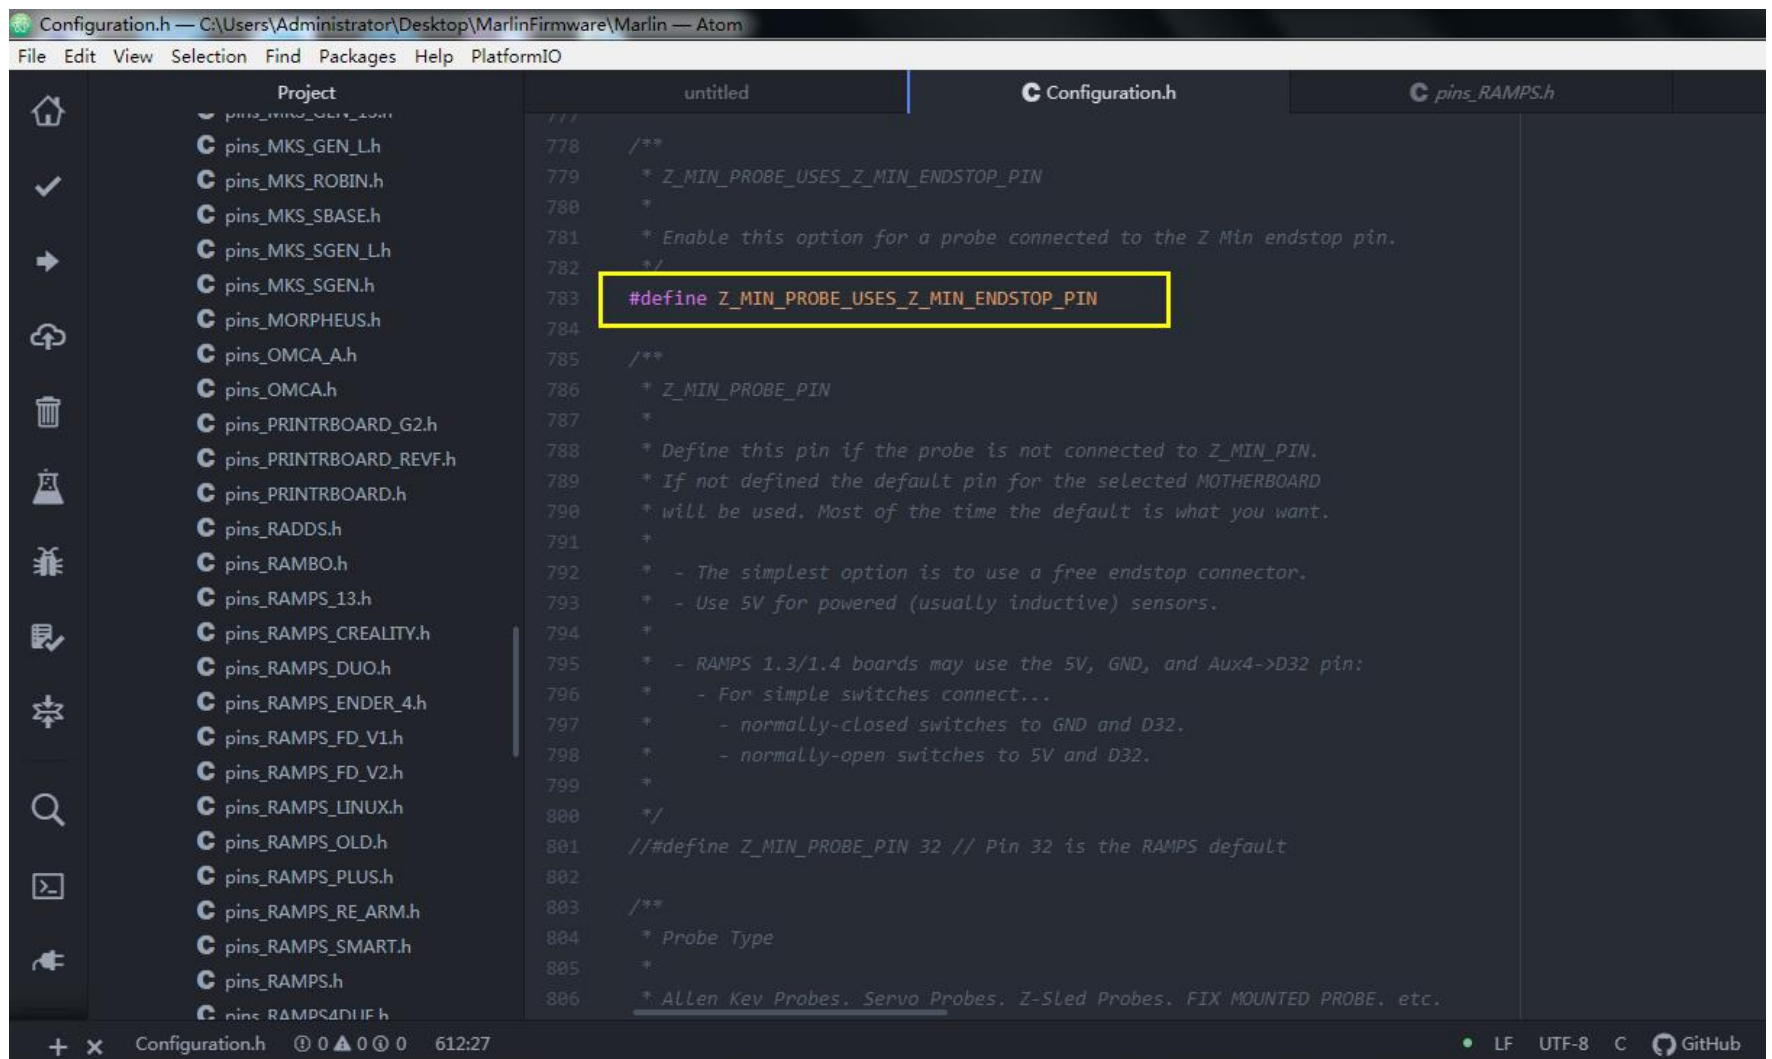 Configuration.h — C:\Users\Administrator\Desktop\MarlinFirmware\Marlin — Atom
File Edit View Selection Find Packages Help PlatformIO
Project
untitled
Configuration.h
pins_RAMPS.h
pins_MKS_GEN_13.h
pins_MKS_GEN_L.h
pins_MKS_ROBIN.h
pins_MKS_SBASE.h
pins_MKS_SGEN_L.h
pins_MKS_SGEN.h
pins_MORPHEUS.h
pins_OMCA_A.h
pins_OMCA.h
pins_PRINTRBOARD_G2.h
pins_PRINTRBOARD_REVF.h
pins_PRINTRBOARD.h
pins_RADDS.h
pins_RAMBO.h
pins_RAMPS_13.h
pins_RAMPS_CREALITY.h
pins_RAMPS_DUO.h
pins_RAMPS_ENDER_4.h
pins_RAMPS_FD_V1.h
pins_RAMPS_FD_V2.h
pins_RAMPS_LINUX.h
pins_RAMPS_OLD.h
pins_RAMPS_PLUS.h
pins_RAMPS_RE_ARM.h
pins_RAMPS_SMART.h
pins_RAMPS.h
pins_RAMPS4DUE.h
777
778 /**
779 * Z_MIN_PROBE_USES_Z_MIN_ENDSTOP_PIN
780 *
781 * Enable this option for a probe connected to the Z Min endstop pin.
782 */
783 #define Z_MIN_PROBE_USES_Z_MIN_ENDSTOP_PIN
784
785 /**
786 * Z_MIN_PROBE_PIN
787 *
788 * Define this pin if the probe is not connected to Z_MIN_PIN.
789 * If not defined the default pin for the selected MOTHERBOARD
790 * will be used. Most of the time the default is what you want.
791 *
792 * - The simplest option is to use a free endstop connector.
793 * - Use 5V for powered (usually inductive) sensors.
794 *
795 * - RAMPS 1.3/1.4 boards may use the 5V, GND, and Aux4->D32 pin:
796 * - For simple switches connect...
797 * - normally-closed switches to GND and D32.
798 * - normally-open switches to 5V and D32.
799 *
800 */
801 //#define Z_MIN_PROBE_PIN 32 // Pin 32 is the RAMPS default
802
803 /**
804 * Probe Type
805 *
806 * Allen Key Probes, Servo Probes, Z-Sled Probes, FIX_MOUNTED_PROBE, etc.
Configuration.h 0 0 0 612:27
LF UTF-8 C GitHub